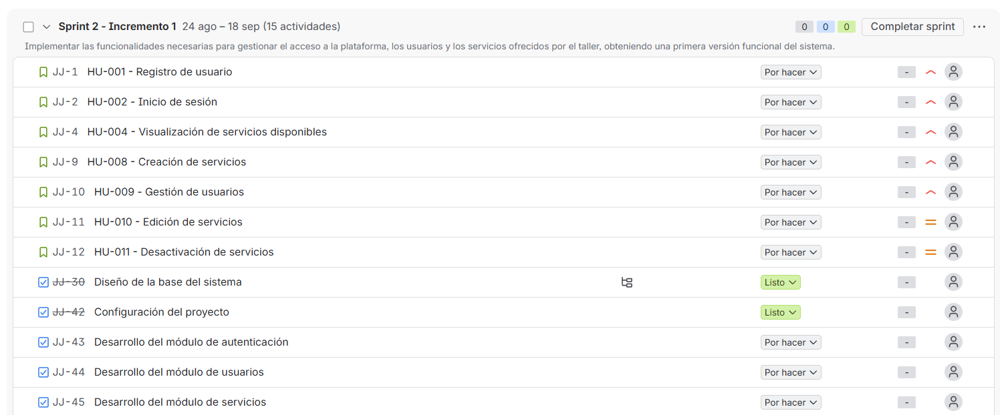 Sprint 2 - Incremento 1 24 ago – 18 sep (15 actividades) 0 0 0 Completar sprint
Implementar las funcionalidades necesarias para gestionar el acceso a la plataforma, los usuarios y los servicios ofrecidos por el taller, obteniendo una primera versión funcional del sistema.
JJ-1 HU-001 - Registro de usuario Por hacer -
JJ-2 HU-002 - Inicio de sesión Por hacer -
JJ-4 HU-004 - Visualización de servicios disponibles Por hacer -
JJ-9 HU-008 - Creación de servicios Por hacer -
JJ-10 HU-009 - Gestión de usuarios Por hacer -
JJ-11 HU-010 - Edición de servicios Por hacer -
JJ-12 HU-011 - Desactivación de servicios Por hacer -
JJ-30 Diseño de la base del sistema Listo -
JJ-42 Configuración del proyecto Listo -
JJ-43 Desarrollo del módulo de autenticación Por hacer -
JJ-44 Desarrollo del módulo de usuarios Por hacer -
JJ-45 Desarrollo del módulo de servicios Por hacer -